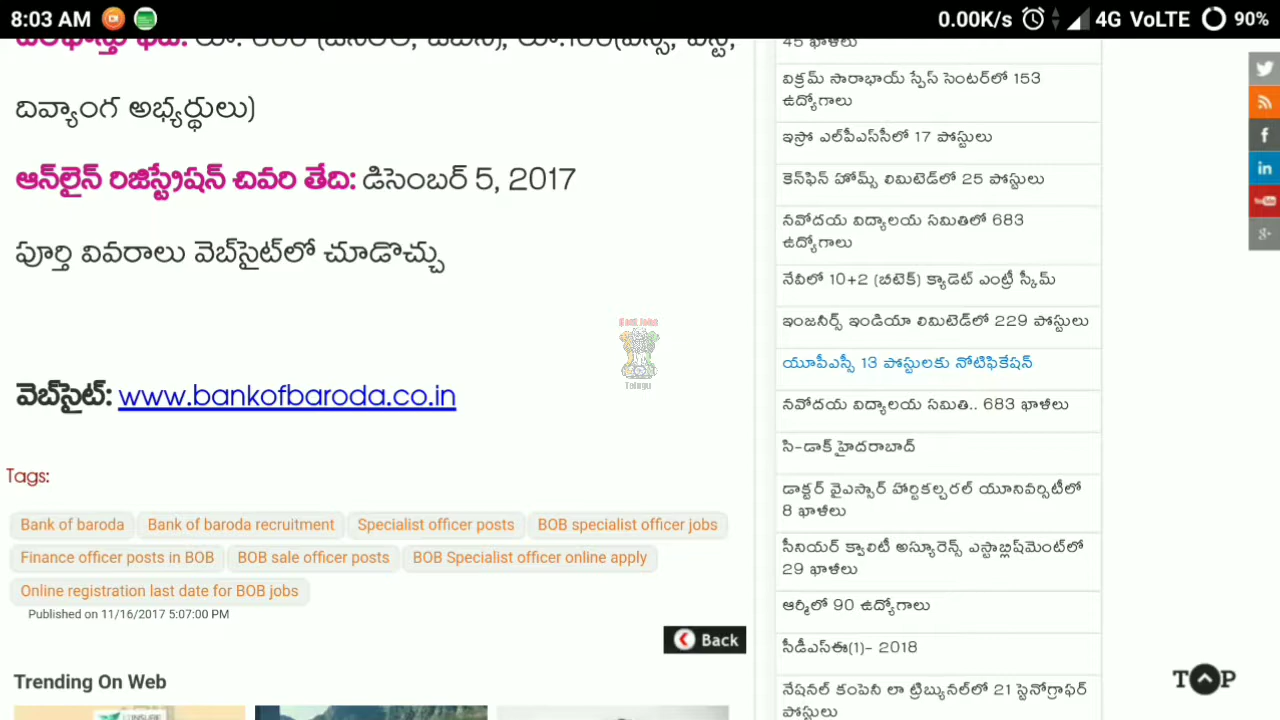 8:03 AM
0.00K/s 4G VoLTE 90%
దివ్యాంగ అభ్యర్థులు)
ఆన్‌లైన్ రిజిస్ట్రేషన్ చివరి తేది: డిసెంబర్ 5, 2017
పూర్తి వివరాలు వెబ్‌సైట్‌లో చూడొచ్చు
Bank Jobs
Telugu
వెబ్‌సైట్: www.bankofbaroda.co.in
Tags:
Bank of baroda Bank of baroda recruitment Specialist officer posts BOB specialist officer jobs
Finance officer posts in BOB BOB sale officer posts BOB Specialist officer online apply
Online registration last date for BOB jobs
Published on 11/16/2017 5:07:00 PM
Back
Trending On Web
45 ఖాళీలు
విక్రమ్ సారాభాయ్ స్పేస్ సెంటర్‌లో 153
ఉద్యోగాలు
ఇస్రో ఎల్‌పీఎస్‌సీలో 17 పోస్టులు
కెన్‌ఫిన్ హోమ్స్ లిమిటెడ్‌లో 25 పోస్టులు
నవోదయ విద్యాలయ సమితిలో 683
ఉద్యోగాలు
నేవీలో 10+2 (బీటెక్) క్యాడెట్ ఎంట్రీ స్కీమ్
ఇంజనీర్స్ ఇండియా లిమిటెడ్‌లో 229 పోస్టులు
యూపీఎస్సీ 13 పోస్టులకు నోటిఫికేషన్
నవోదయ విద్యాలయ సమితి.. 683 ఖాళీలు
సి-డాక్ హైదరాబాద్
డాక్టర్ వైఎస్సార్ హార్టికల్చరల్ యూనివర్సిటీలో
8 ఖాళీలు
సీనియర్ క్వాలిటీ అస్యూరెన్స్ ఎస్టాబ్లిష్‌మెంట్‌లో
29 ఖాళీలు
ఆర్మీలో 90 ఉద్యోగాలు
సీడీఎస్ఈ(1)- 2018
నేషనల్ కంపెనీ లా ట్రిబ్యునల్‌లో 21 స్టెనోగ్రాఫర్
పోస్టులు
TOP